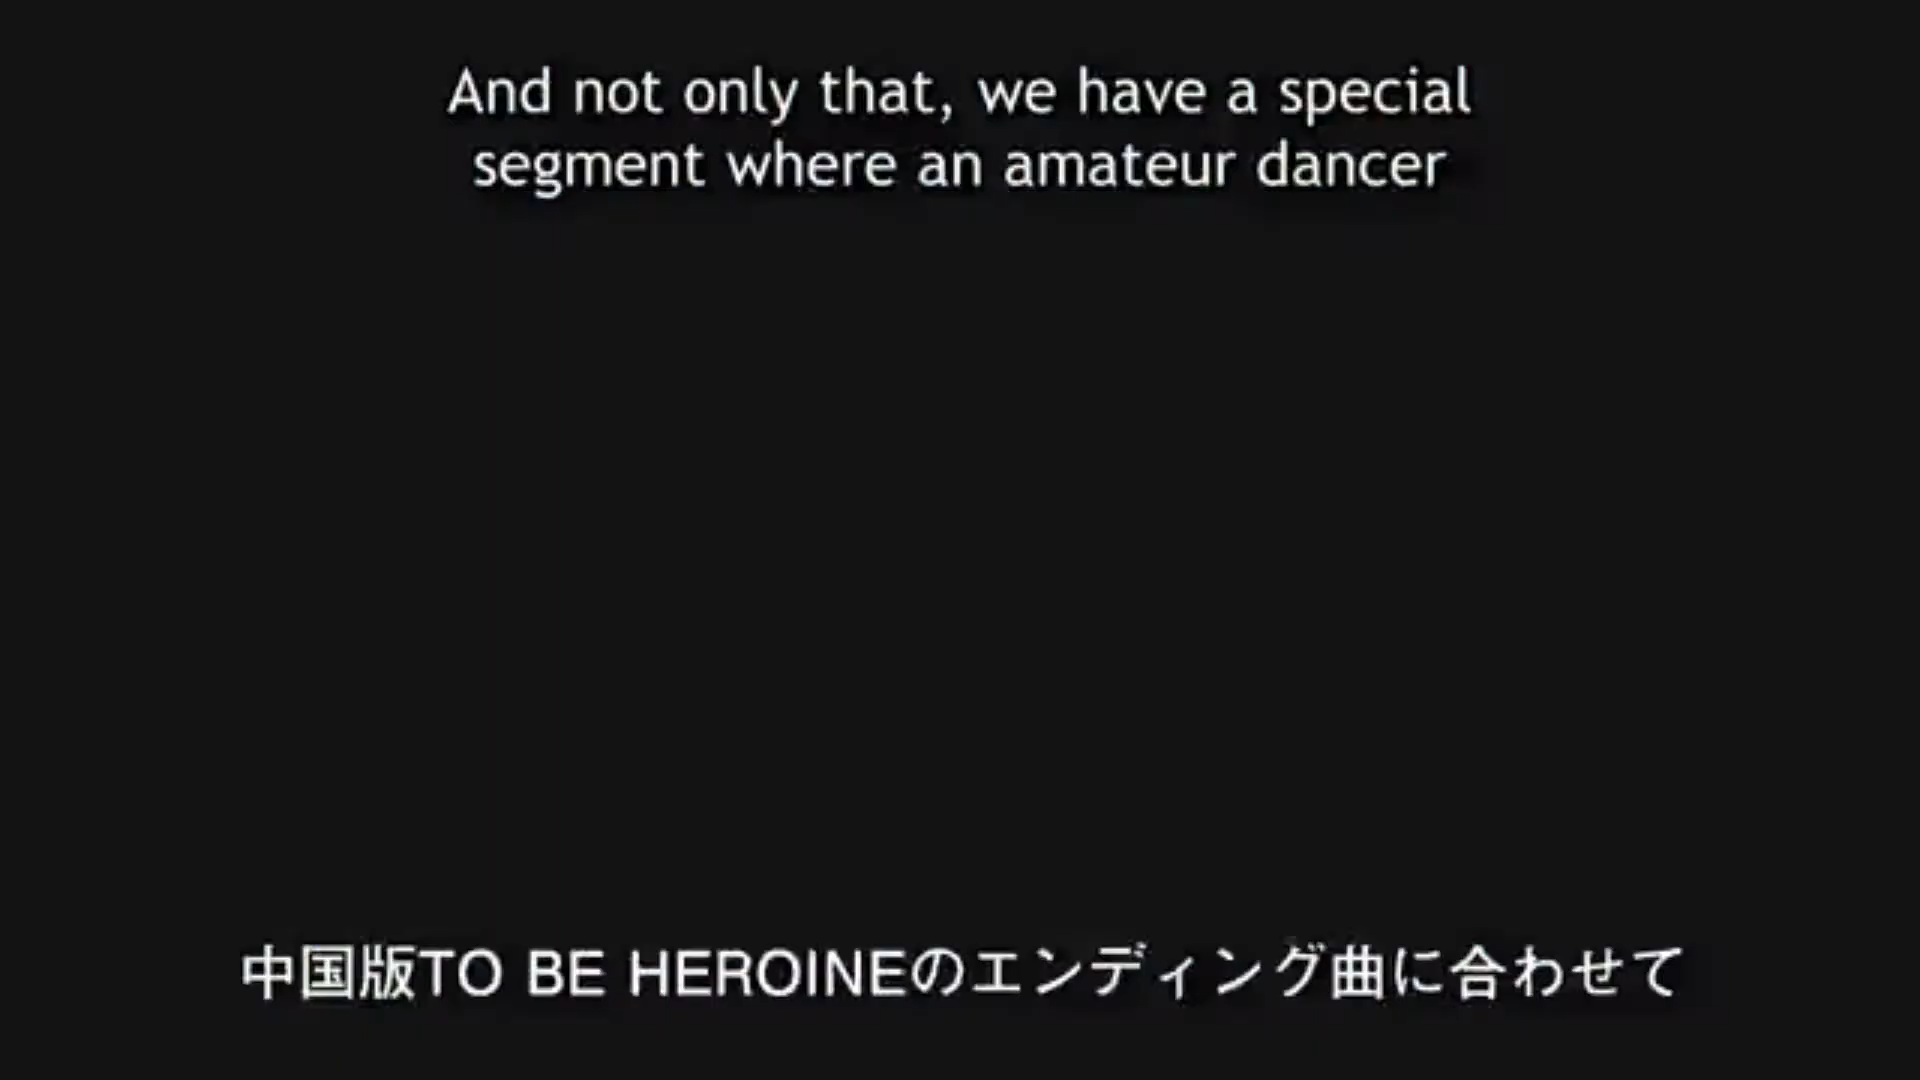 And not only that, we have a special
segment where an amateur dancer
中国版TO BE HEROINEのエンディング曲に合わせて